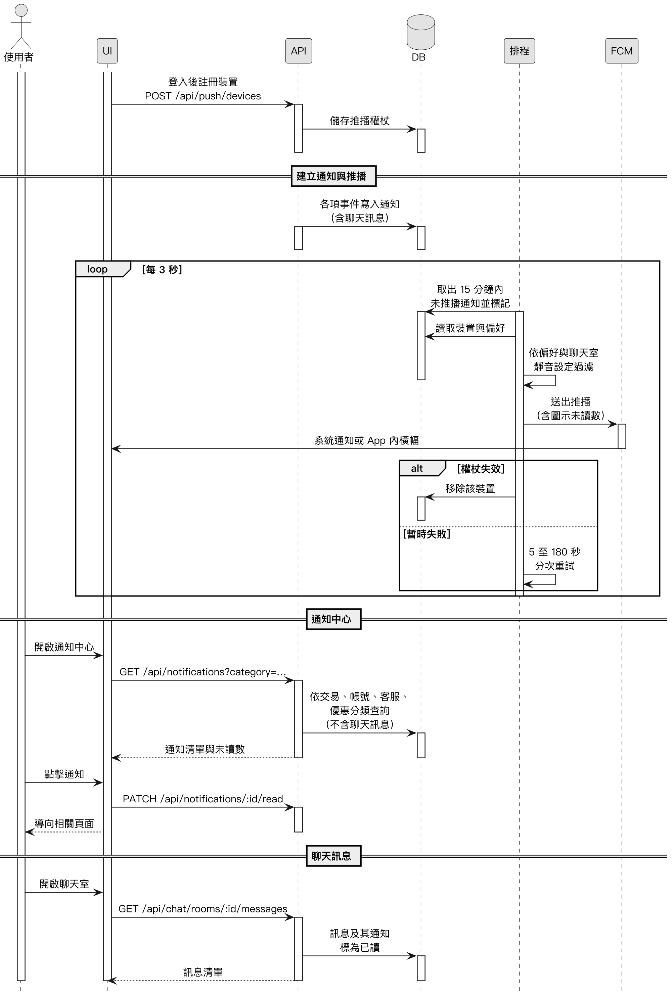 使用者
UI
API
DB
排程
FCM
登入後註冊裝置
POST /api/push/devices
儲存推播權杖
建立通知與推播
各項事件寫入通知
（含聊天訊息）
loop
[每 3 秒]
取出 15 分鐘內
未推播通知並標記
讀取裝置與偏好
依偏好與聊天室
靜音設定過濾
送出推播
（含圖示未讀數）
系統通知或 App 內橫幅
alt
[權杖失效]
移除該裝置
[暫時失敗]
5 至 180 秒
分次重試
通知中心
開啟通知中心
GET /api/notifications?category=...
依交易、帳號、客服、
優惠分類查詢
（不含聊天訊息）
通知清單與未讀數
點擊通知
PATCH /api/notifications/:id/read
導向相關頁面
聊天訊息
開啟聊天室
GET /api/chat/rooms/:id/messages
訊息及其通知
標為已讀
訊息清單